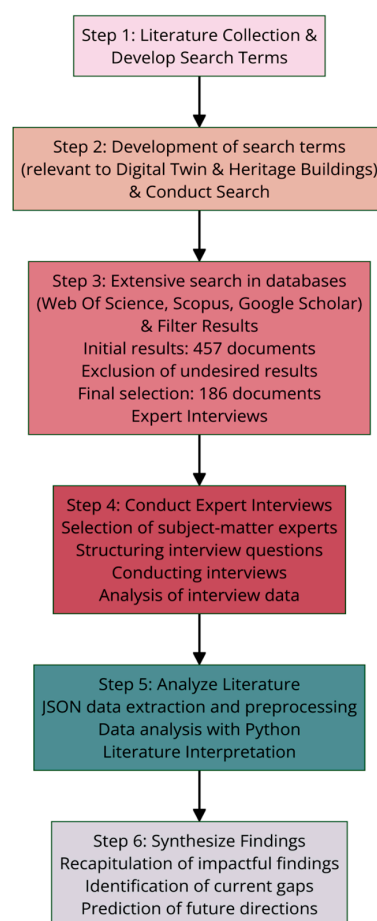 Step 1: Literature Collection &
Develop Search Terms
Step 2: Development of search terms
(relevant to Digital Twin & Heritage Buildings)
& Conduct Search
Step 3: Extensive search in databases
(Web Of Science, Scopus, Google Scholar)
& Filter Results
Initial results: 457 documents
Exclusion of undesired results
Final selection: 186 documents
Expert Interviews
Step 4: Conduct Expert Interviews
Selection of subject-matter experts
Structuring interview questions
Conducting interviews
Analysis of interview data
Step 5: Analyze Literature
JSON data extraction and preprocessing
Data analysis with Python
Literature Interpretation
Step 6: Synthesize Findings
Recapitulation of impactful findings
Identification of current gaps
Prediction of future directions